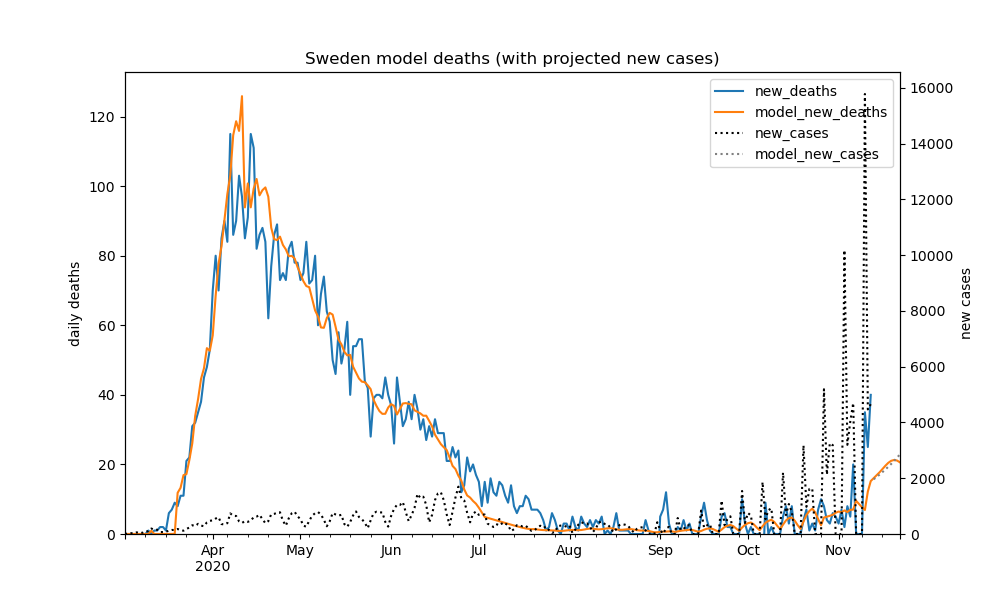 Sweden model deaths (with projected new cases)
new_deaths
model_new_deaths
new_cases
model_new_cases
daily deaths
new cases
120
100
80
60
40
20
0
16000
14000
12000
10000
8000
6000
4000
2000
0
Apr May Jun Jul Aug Sep Oct Nov
2020